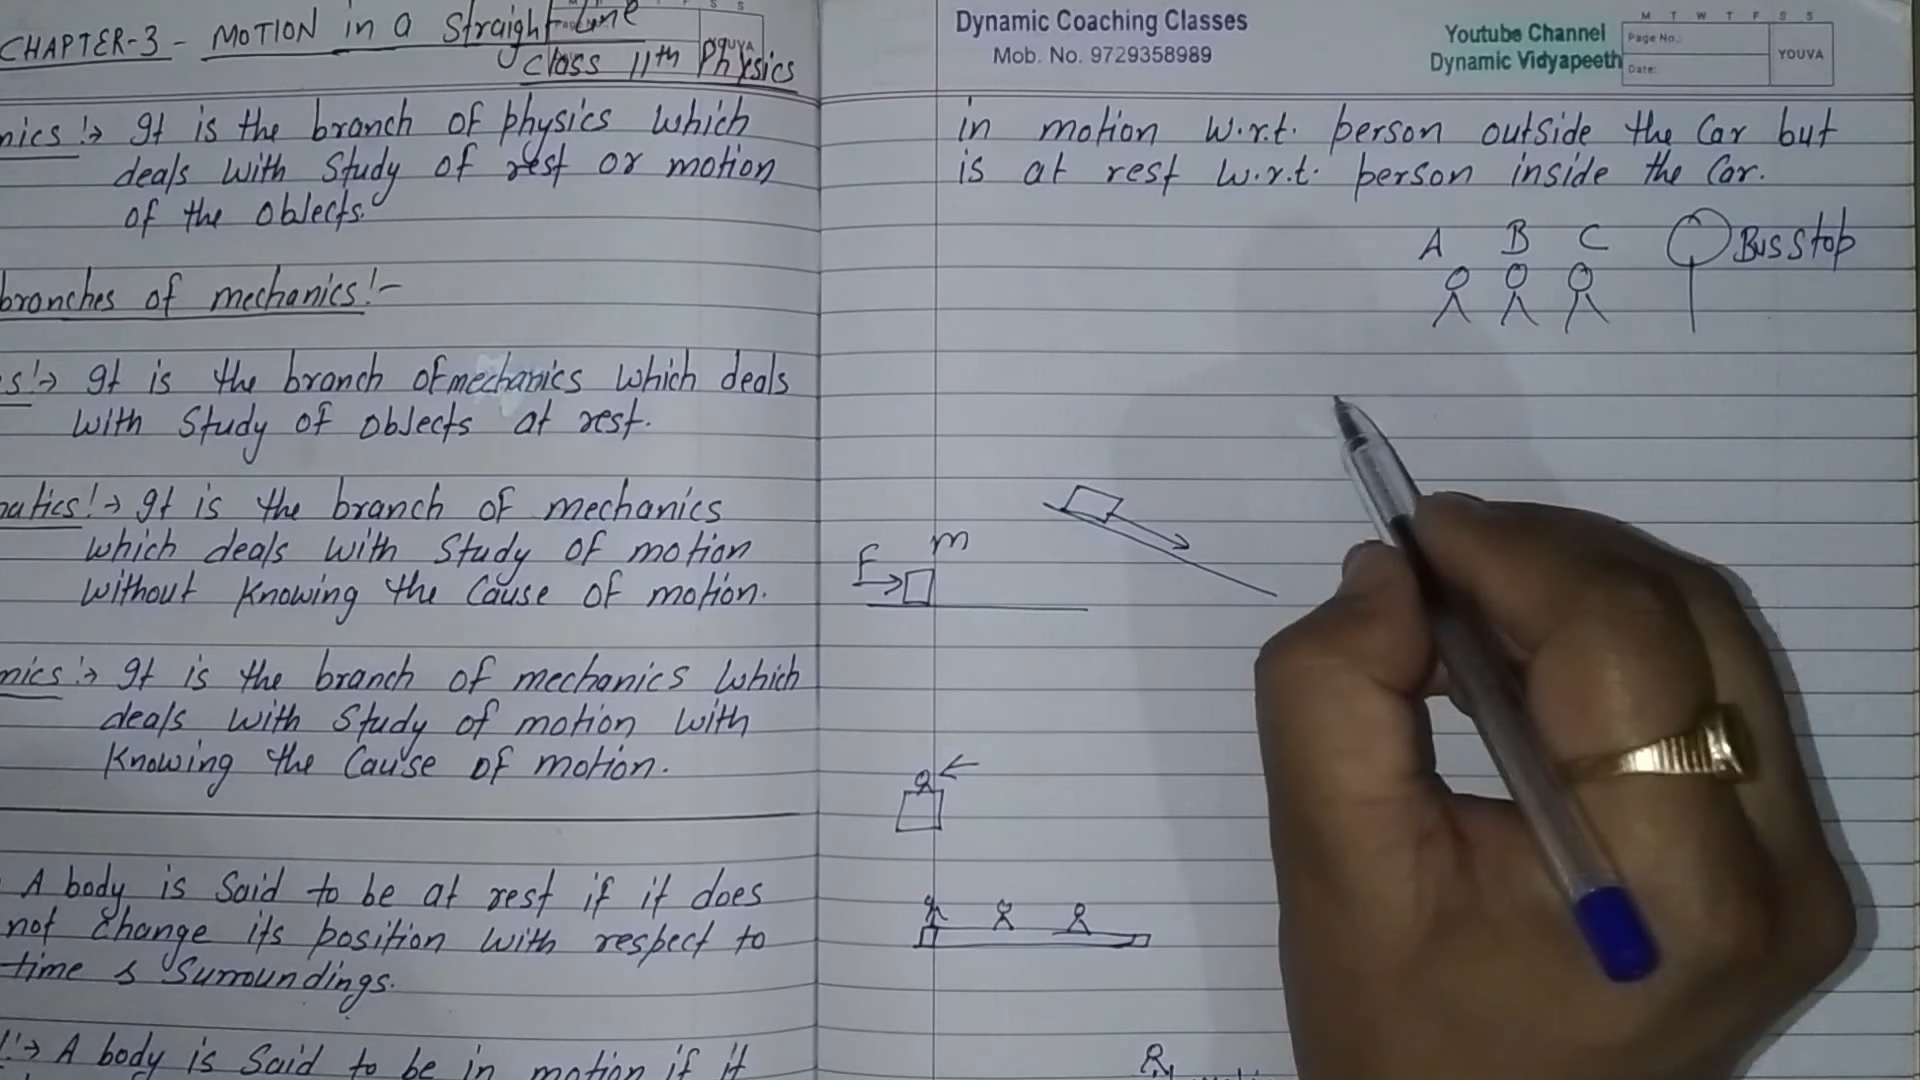 CHAPTER-3 - MOTION in a Straight Line
Class 11th Physics
nics :→ It is the branch of physics which
deals with study of rest or motion
of the objects.
branches of mechanics :-
s :→ It is the branch of mechanics which deals
with study of objects at rest.
atics :→ It is the branch of mechanics
which deals with study of motion
without knowing the cause of motion.
mics :→ It is the branch of mechanics which
deals with study of motion with
knowing the cause of motion.
A body is said to be at rest if it does
not change its position with respect to
time & surroundings.
:→ A body is said to be in motion if it
Dynamic Coaching Classes
Mob. No. 9729358989
Youtube Channel
Dynamic Vidyapeeth
M T W T F S S
Page No.:
Date:
YOUVA
in motion w.r.t. person outside the car but
is at rest w.r.t. person inside the car.
A B C Bus stop
F m